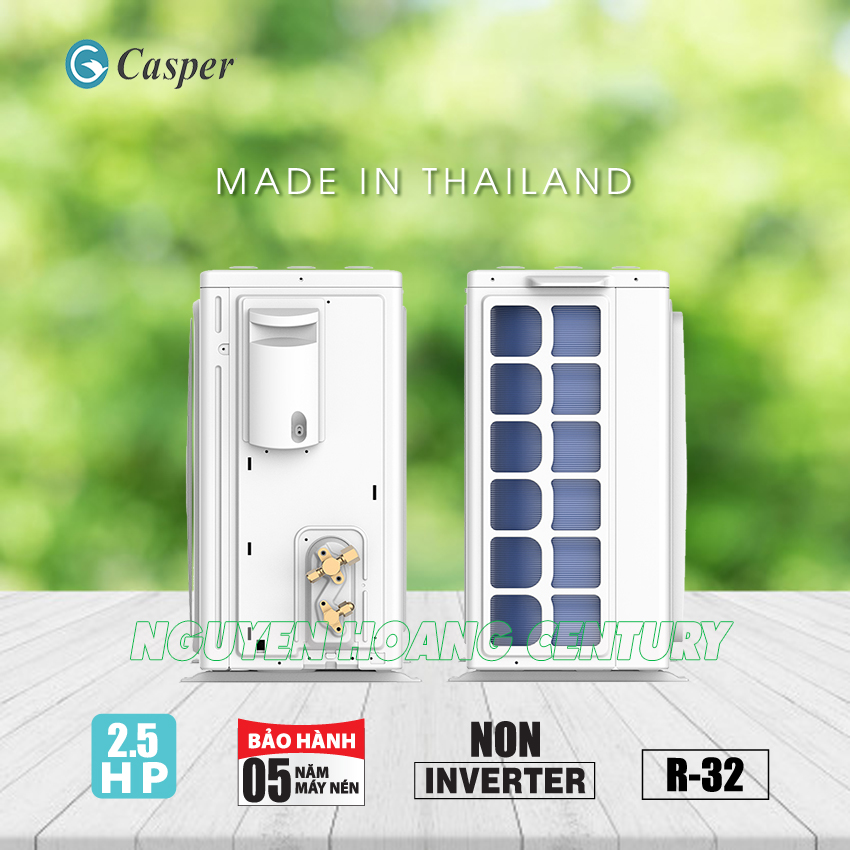 Casper
MADE IN THAILAND
NGUYEN HOANG CENTURY
2.5
HP
BẢO HÀNH
05 NĂM
MÁY NÉN
NON
INVERTER
R-32